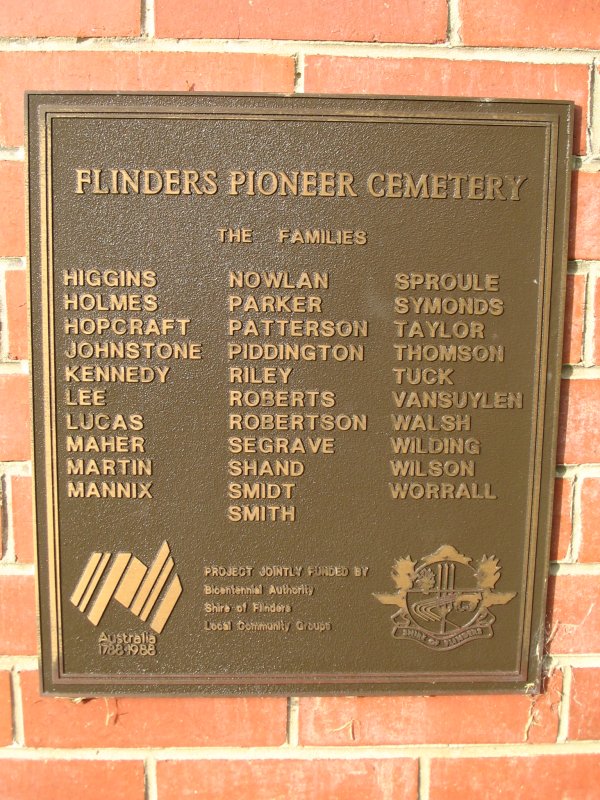 FLINDERS PIONEER CEMETERY
THE FAMILIES
HIGGINS
HOLMES
HOPCRAFT
JOHNSTONE
KENNEDY
LEE
LUCAS
MAHER
MARTIN
MANNIX
NOWLAN
PARKER
PATTERSON
PIDDINGTON
RILEY
ROBERTS
ROBERTSON
SEGRAVE
SHAND
SMIDT
SMITH
SPROULE
SYMONDS
TAYLOR
THOMSON
TUCK
VANSUYLEN
WALSH
WILDING
WILSON
WORRALL
Australia
1788-1988
PROJECT JOINTLY FUNDED BY
Bicentennial Authority
Shire of Flinders
Local Community Groups
SHIRE OF FLINDERS